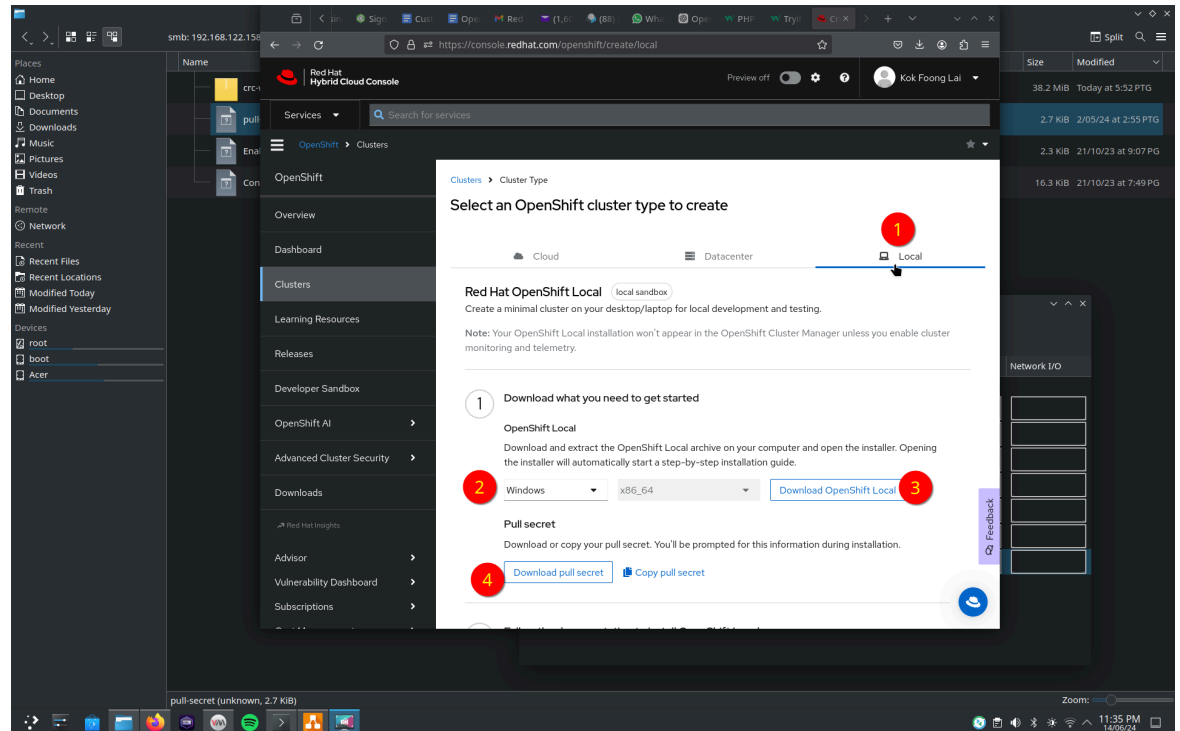 smb: 192.168.122.158
Split
Places
Home
Desktop
Documents
Downloads
Music
Pictures
Videos
Trash
Remote
Network
Recent
Recent Files
Recent Locations
Modified Today
Modified Yesterday
Devices
root
boot
Acer
Name
Size
Modified
38.2 MiB Today at 5:52 PTG
2.7 KiB 2/05/24 at 2:55 PTG
2.3 KiB 21/10/23 at 9:07 PG
16.3 KiB 21/10/23 at 7:49 PG
Sign
Cust
Ope
Red
(1,6
(88)
Wha
Ope
PHP
TryIt
https://console.redhat.com/openshift/create/local
Red Hat
Hybrid Cloud Console
Preview off
Kok Foong Lai
Services
Search for services
OpenShift > Clusters
OpenShift
Overview
Dashboard
Clusters
Learning Resources
Releases
Developer Sandbox
OpenShift AI
Advanced Cluster Security
Downloads
Red Hat Insights
Advisor
Vulnerability Dashboard
Subscriptions
Clusters > Cluster Type
Select an OpenShift cluster type to create
1
Cloud
Datacenter
Local
Red Hat OpenShift Local local sandbox
Create a minimal cluster on your desktop/laptop for local development and testing.
Note: Your OpenShift Local installation won't appear in the OpenShift Cluster Manager unless you enable cluster
monitoring and telemetry.
1 Download what you need to get started
OpenShift Local
Download and extract the OpenShift Local archive on your computer and open the installer. Opening
the installer will automatically start a step-by-step installation guide.
2 Windows x86_64 Download OpenShift Local 3
Pull secret
Download or copy your pull secret. You'll be prompted for this information during installation.
4 Download pull secret Copy pull secret
Feedback
Network I/O
pull-secret (unknown, 2.7 KiB)
Zoom:
11:35 PM
14/06/24